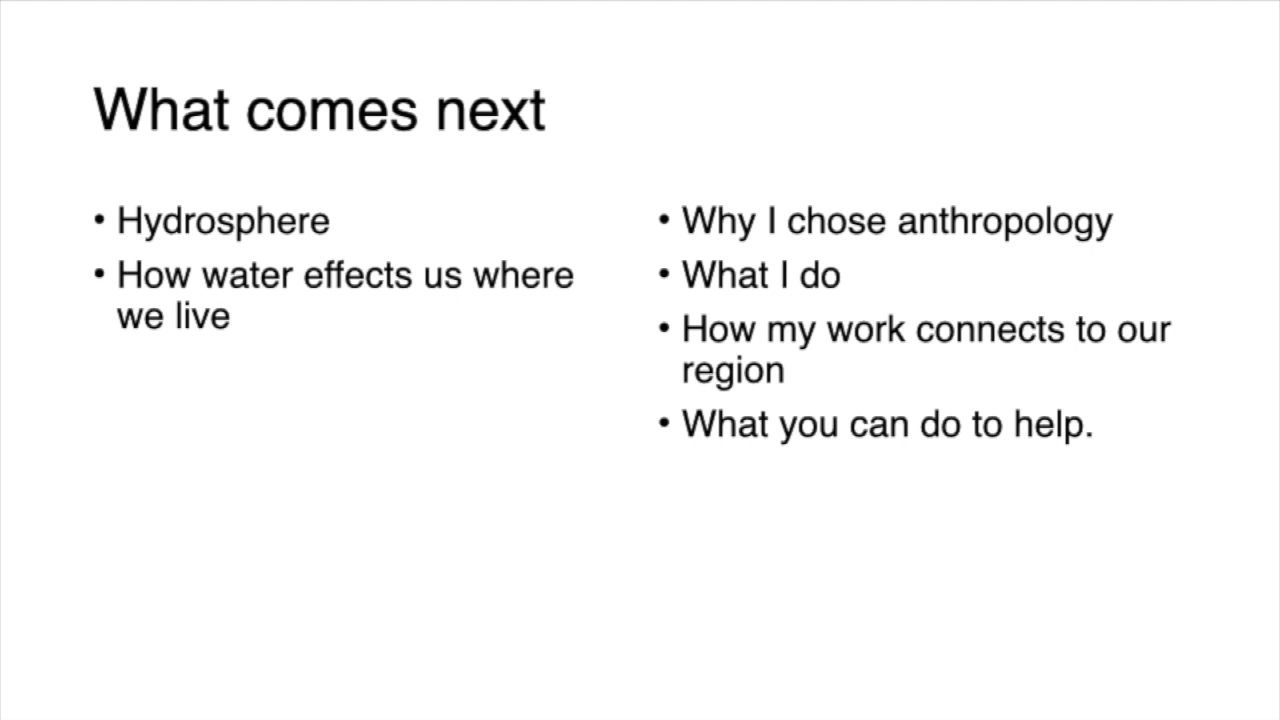 What comes next
• Hydrosphere
• How water effects us where
we live
• Why I chose anthropology
• What I do
• How my work connects to our
region
• What you can do to help.